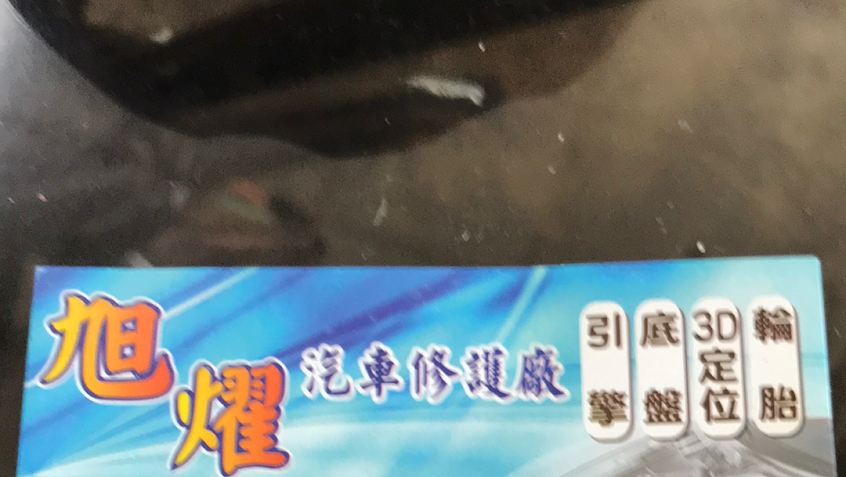 旭耀
汽車修護廠
引擎
底盤
3D定位
輪胎